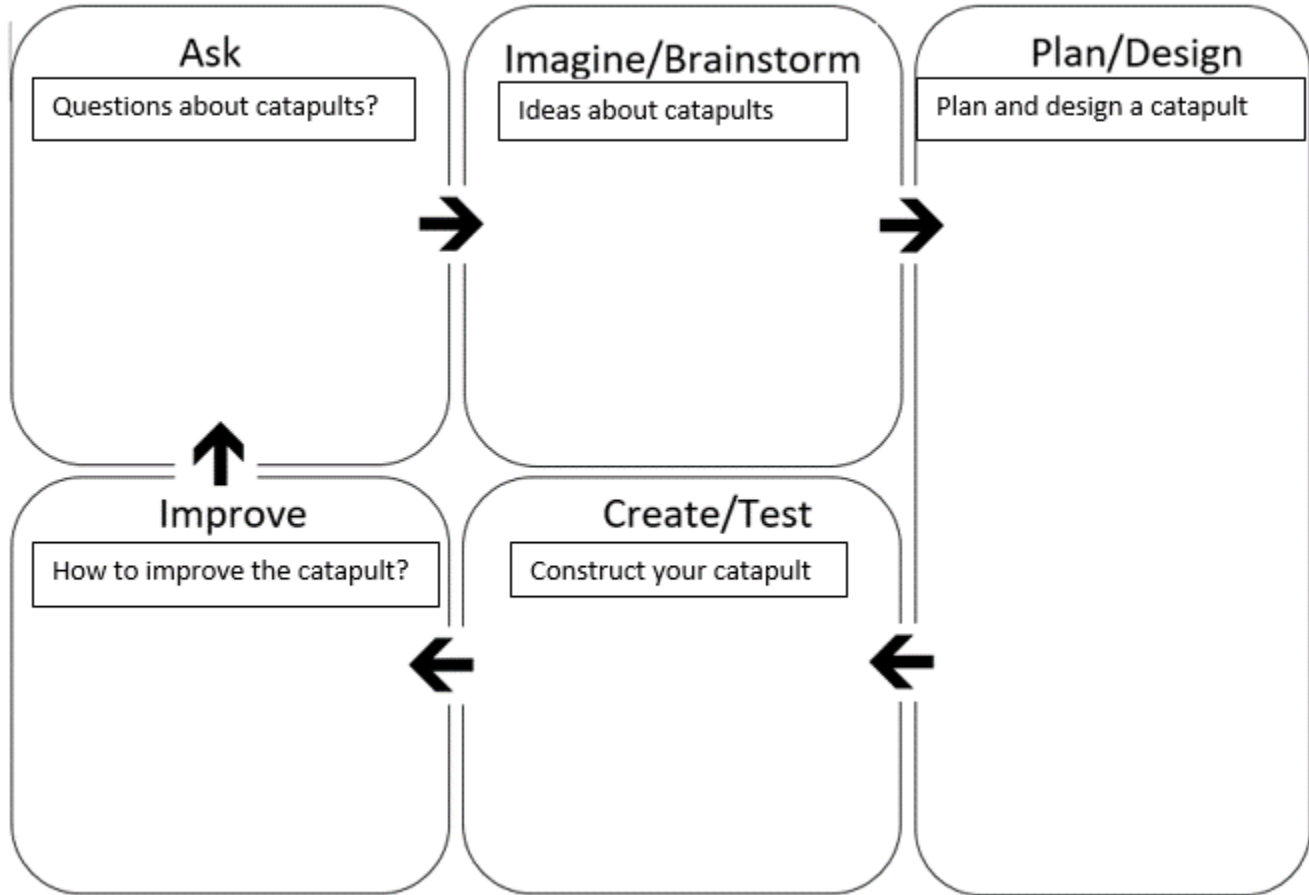 Ask
Questions about catapults?
Imagine/Brainstorm
Ideas about catapults
Plan/Design
Plan and design a catapult
Create/Test
Construct your catapult
Improve
How to improve the catapult?